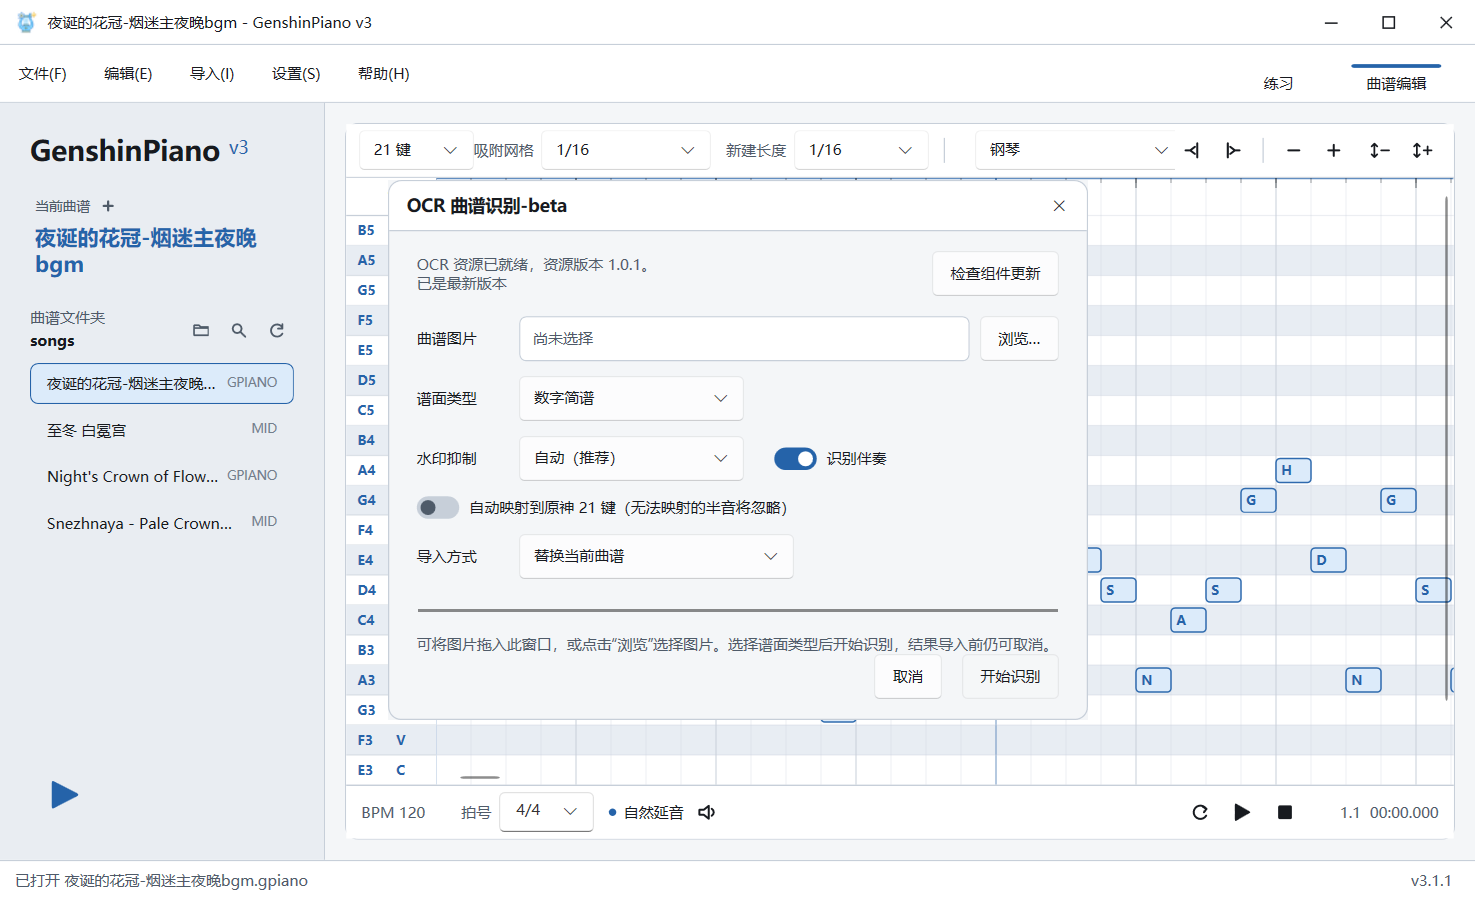 夜诞的花冠-烟迷主夜晚bgm - GenshinPiano v3
文件(F) 编辑(E) 导入(I) 设置(S) 帮助(H)
练习 曲谱编辑
GenshinPiano v3
当前曲谱
夜诞的花冠-烟迷主夜晚
bgm
曲谱文件夹
songs
夜诞的花冠-烟迷主夜晚... GPIANO
至冬 白冕宫 MID
Night's Crown of Flow... GPIANO
Snezhnaya - Pale Crown... MID
21 键 吸附网格 1/16 新建长度 1/16 钢琴
OCR 曲谱识别-beta
OCR 资源已就绪，资源版本 1.0.1。
已是最新版本
检查组件更新
曲谱图片 尚未选择 浏览...
谱面类型 数字简谱
水印抑制 自动（推荐） 识别伴奏
自动映射到原神 21 键（无法映射的半音将忽略）
导入方式 替换当前曲谱
可将图片拖入此窗口，或点击“浏览”选择图片。选择谱面类型后开始识别，结果导入前仍可取消。
取消 开始识别
B5
A5
G5
F5
E5
D5
C5
B4
A4 H
G4 G G
F4
E4 D
D4 S S S
C4 A
B3
A3 N N
G3
F3 V
E3 C
BPM 120 拍号 4/4 自然延音 1.1 00:00.000
已打开 夜诞的花冠-烟迷主夜晚bgm.gpiano v3.1.1